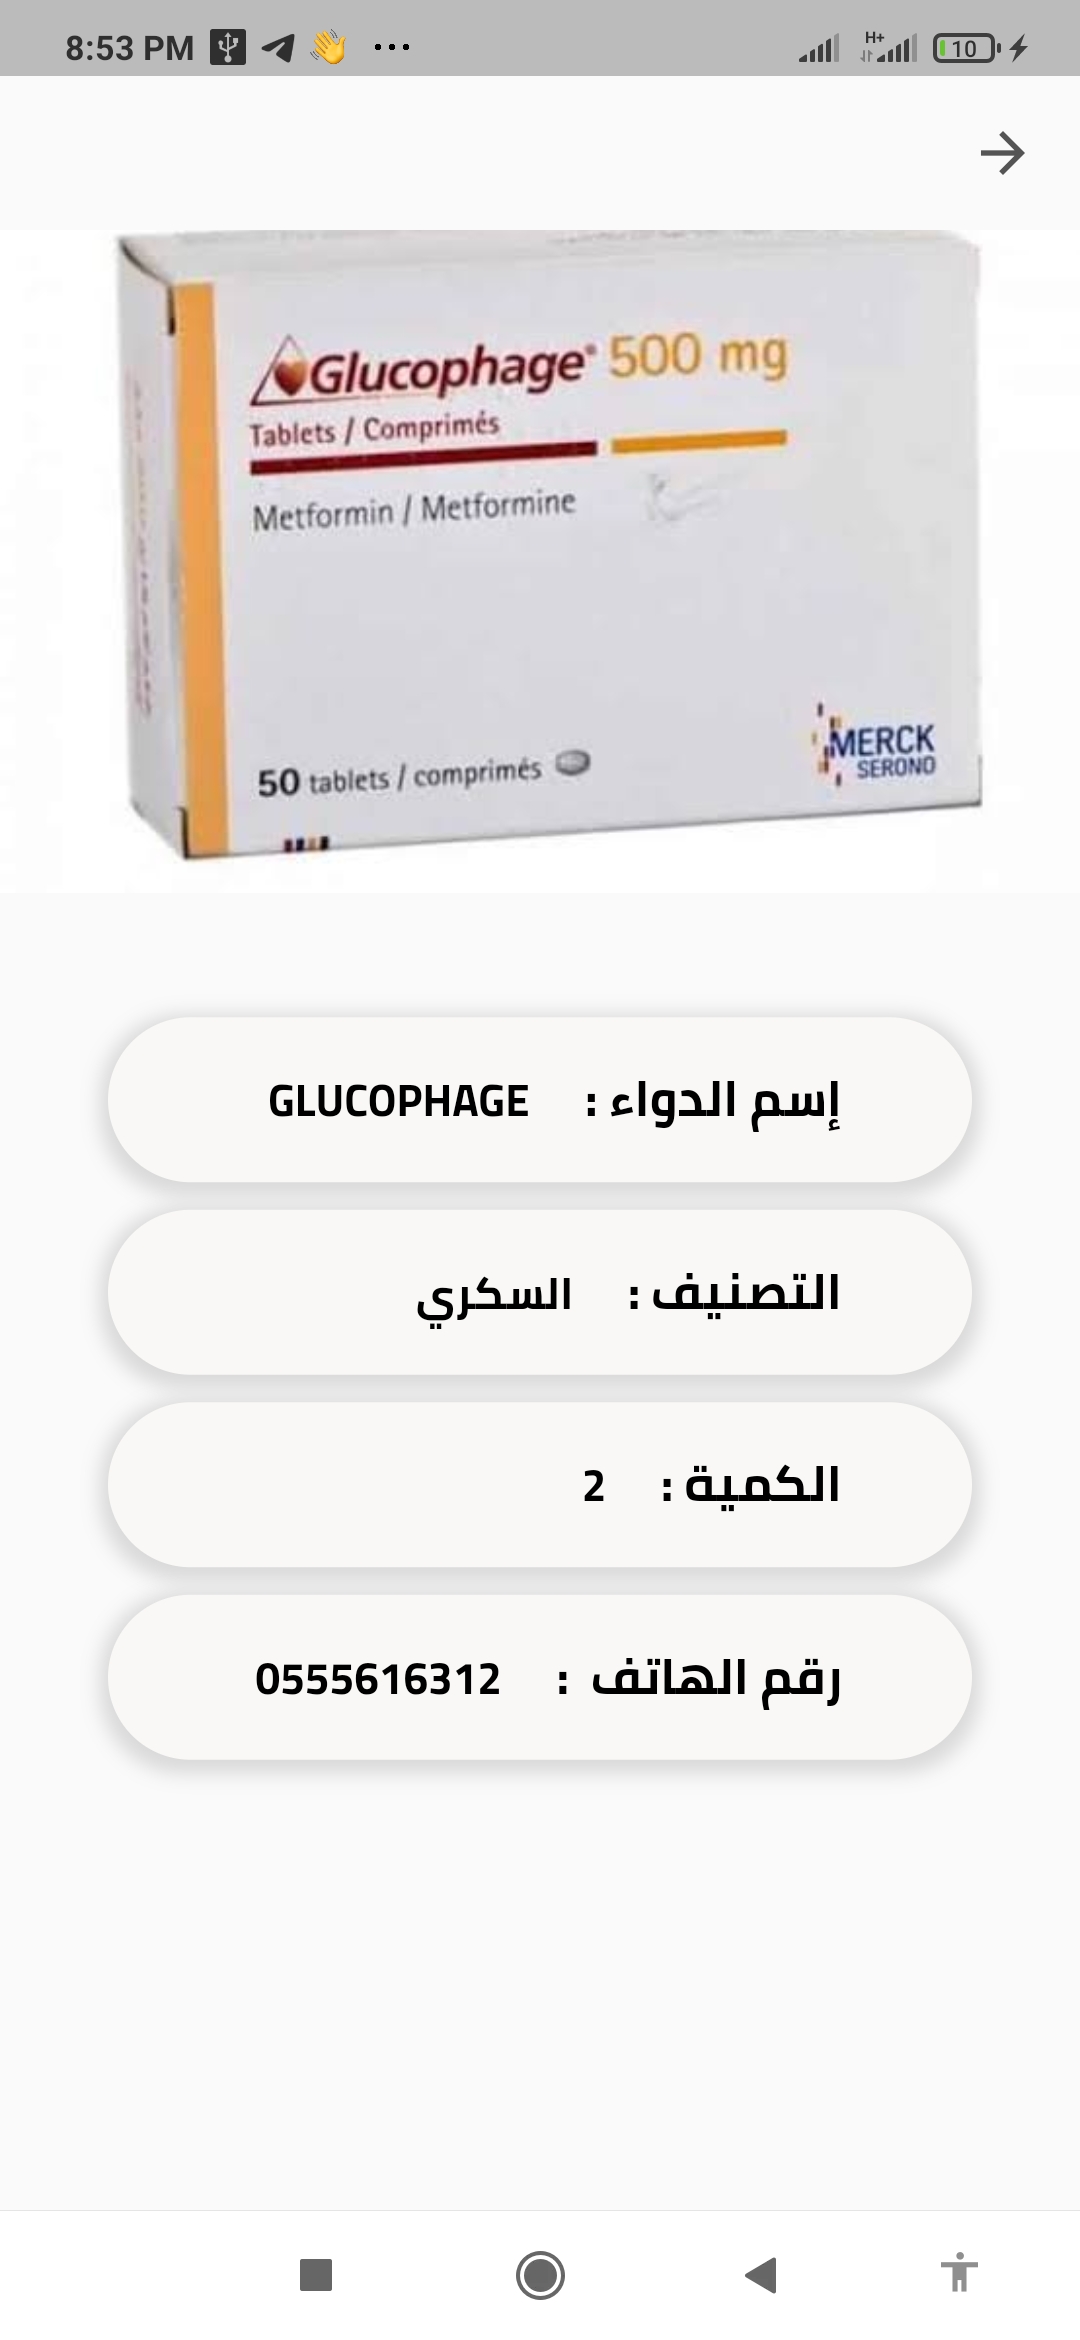 8:53 PM
H+
10
Glucophage® 500 mg
Tablets / Comprimés
Metformin / Metformine
50 tablets / comprimés
MERCK
SERONO
إسم الدواء : GLUCOPHAGE
التصنيف : السكري
الكمية : 2
رقم الهاتف : 0555616312